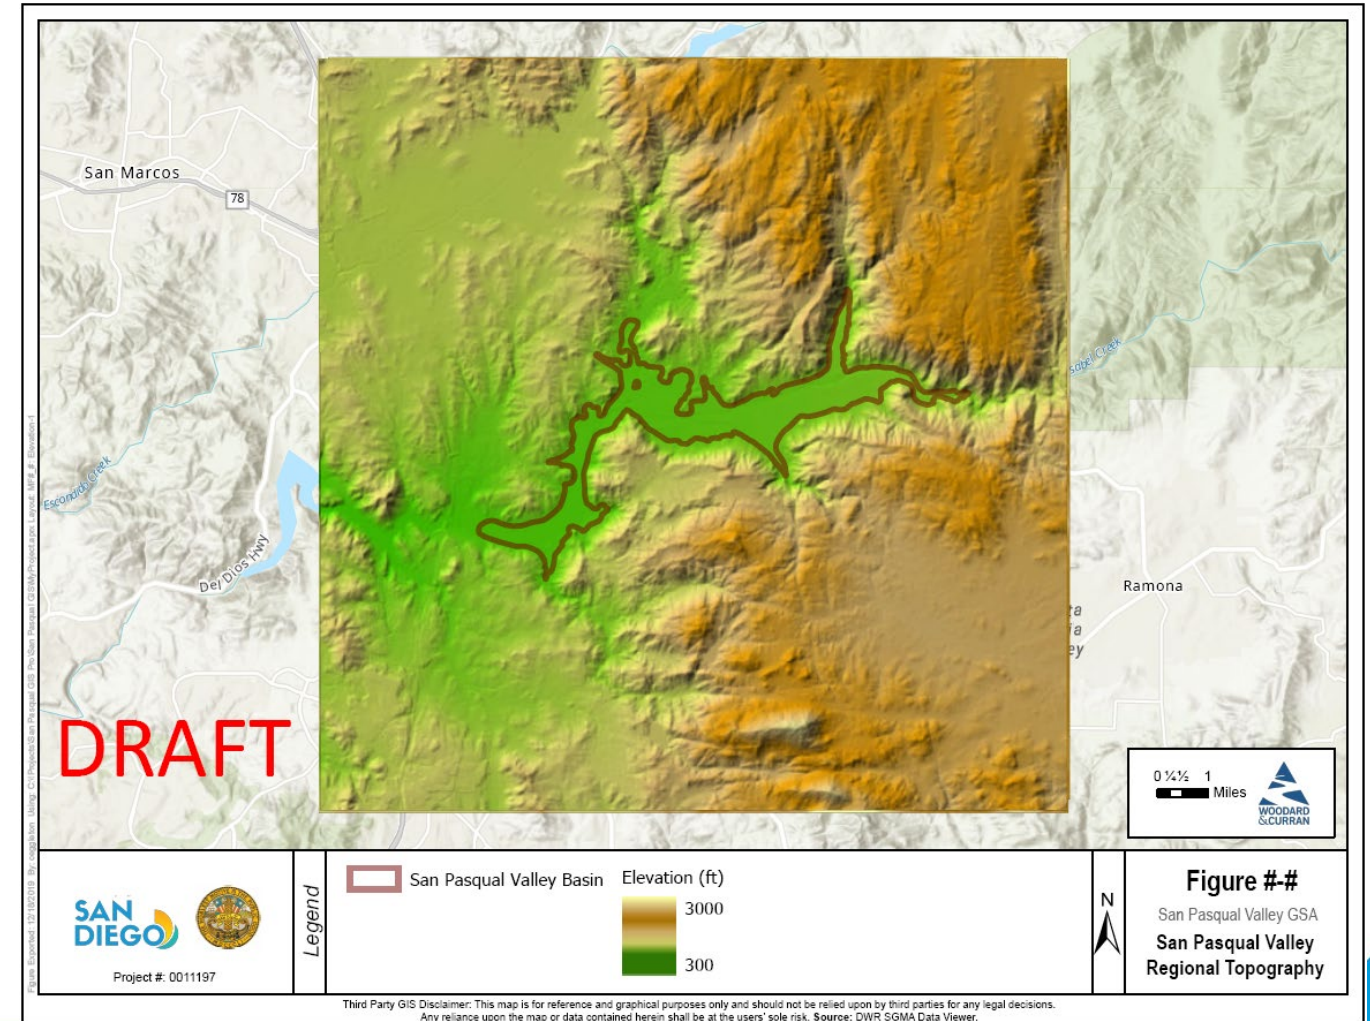 San Marcos
78
Escondido Creek
Del Dios Hwy
Ramona
DRAFT
0 ¼ ½ 1
Miles
WOODARD
&CURRAN
SAN
DIEGO
Project #: 0011197
Legend
San Pasqual Valley Basin
Elevation (ft)
3000
300
N
Figure #-#
San Pasqual Valley GSA
San Pasqual Valley
Regional Topography
Third Party GIS Disclaimer: This map is for reference and graphical purposes only and should not be relied upon by third parties for any legal decisions.
Any reliance upon the map or data contained herein shall be at the users' sole risk. Source: DWR SGMA Data Viewer.